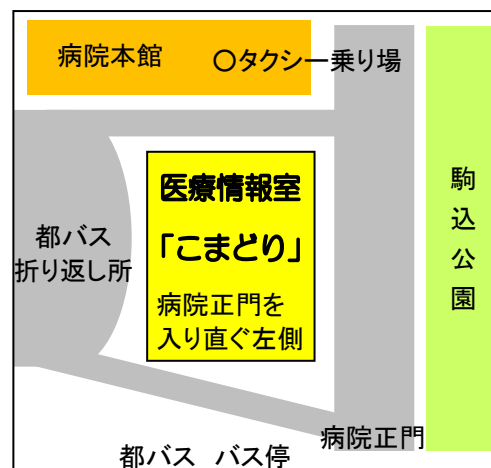 病院本館
○タクシー乗り場
医療情報室
「こまどり」
病院正門を
入り直ぐ左側
都バス
折り返し所
駒込公園
病院正門
都バス バス停